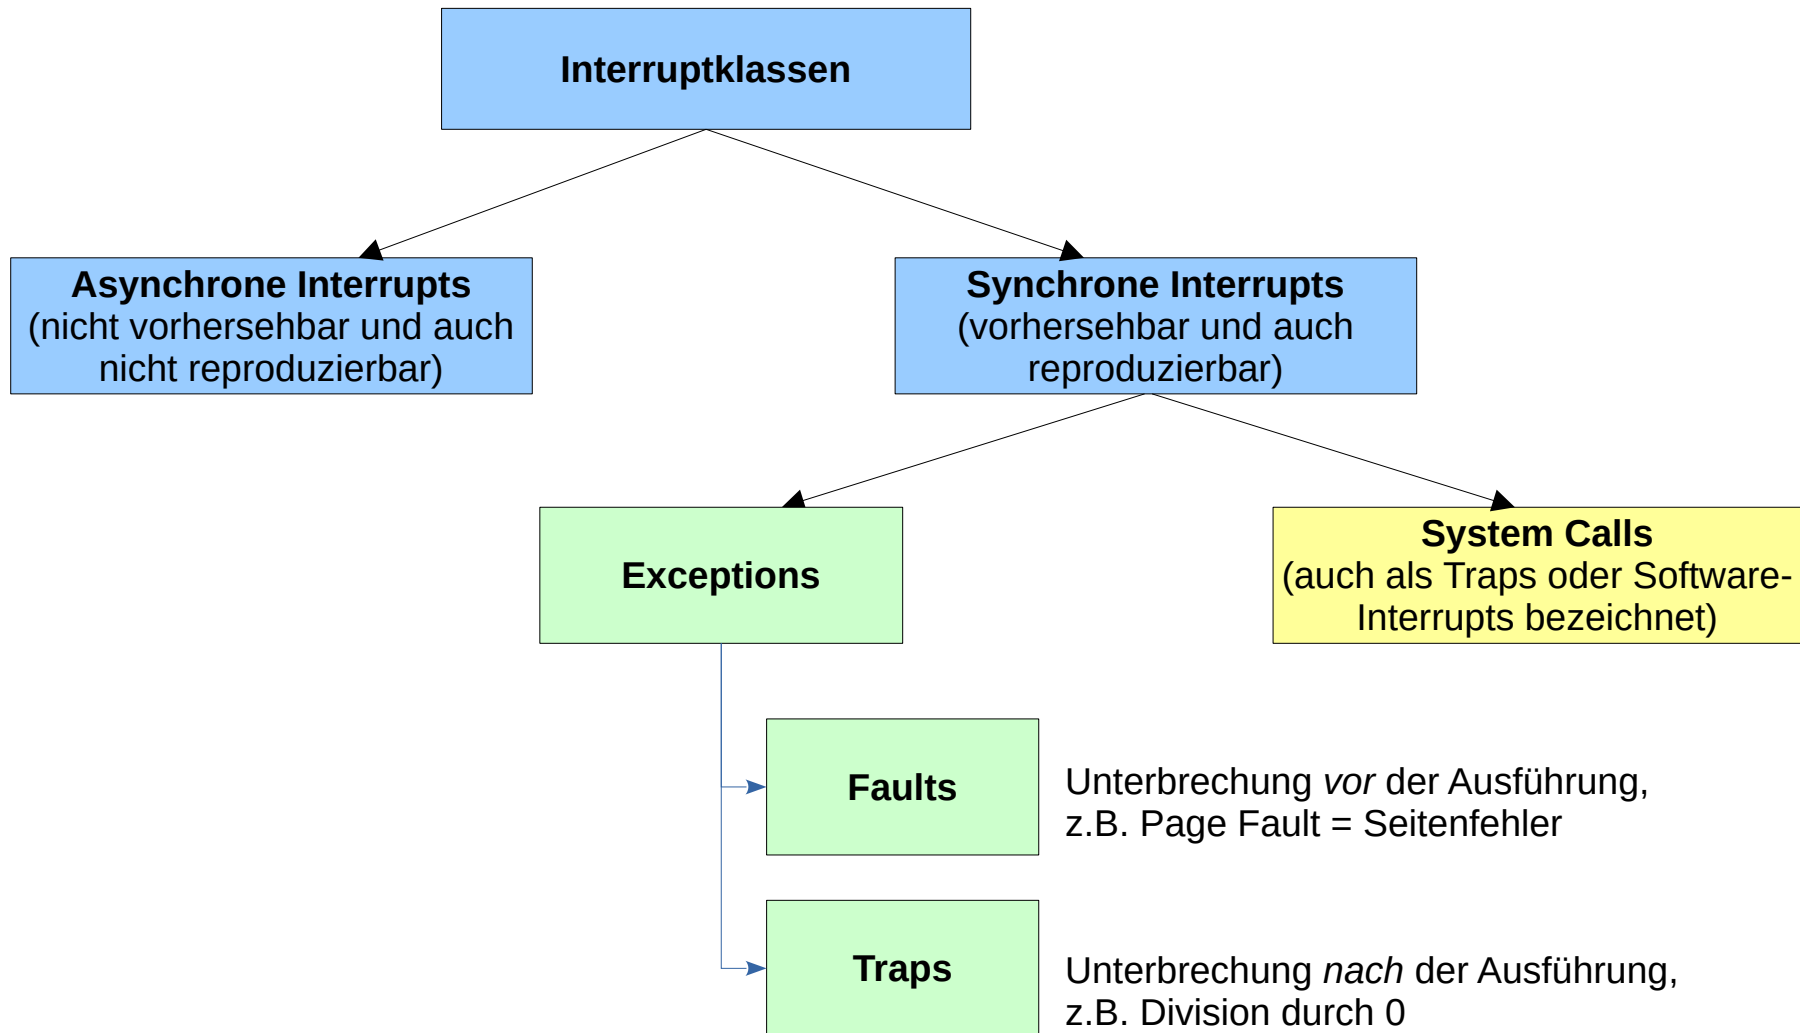 Interruptklassen
Asynchrone Interrupts
(nicht vorhersehbar und auch
nicht reproduzierbar)
Synchrone Interrupts
(vorhersehbar und auch
reproduzierbar)
Exceptions
System Calls
(auch als Traps oder Software-
Interrupts bezeichnet)
Faults
Unterbrechung vor der Ausführung,
z.B. Page Fault = Seitenfehler
Traps
Unterbrechung nach der Ausführung,
z.B. Division durch 0